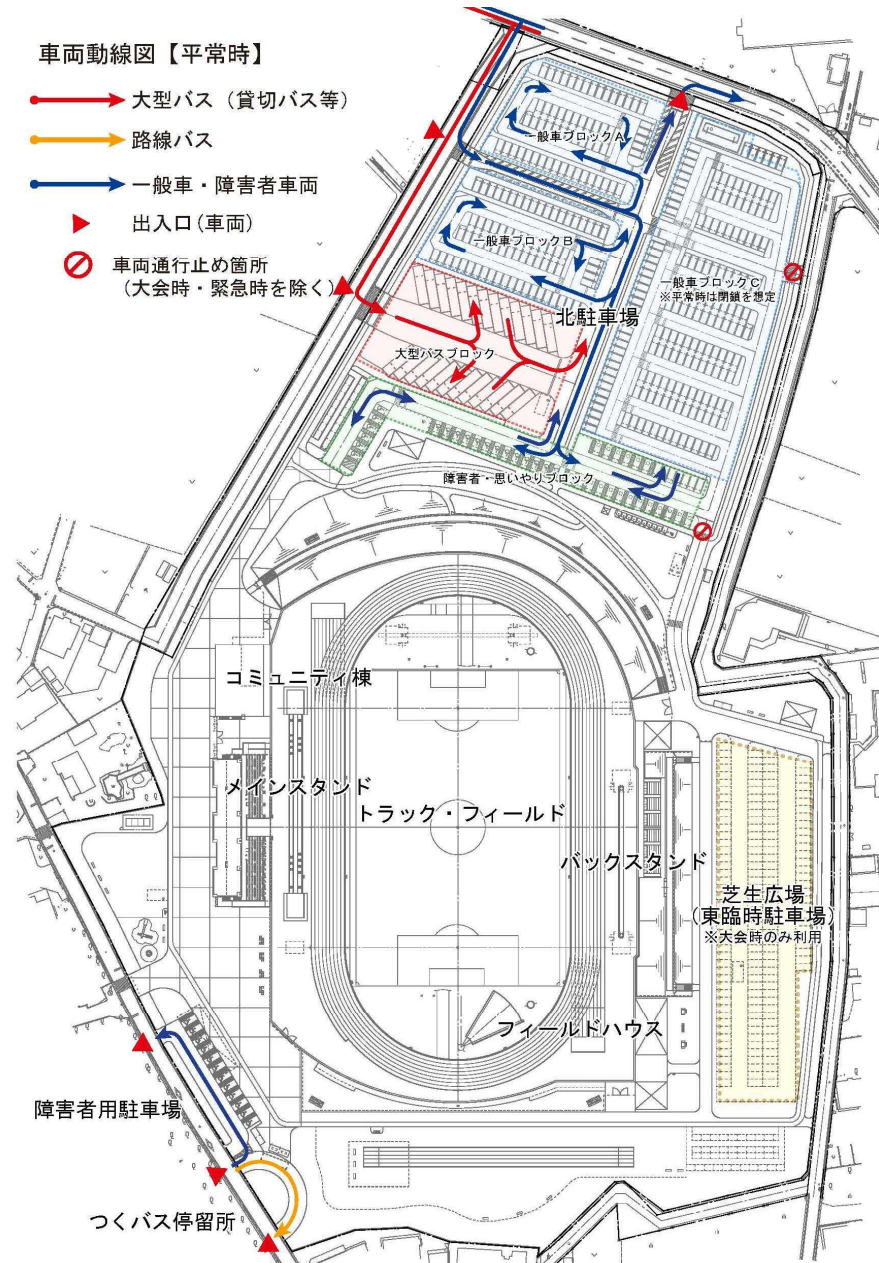 車両動線図【平常時】
大型バス（貸切バス等）
路線バス
一般車・障害者車両
出入口(車両)
車両通行止め箇所
（大会時・緊急時を除く）
一般車ブロックA
一般車ブロックB
一般車ブロックC
※平常時は閉鎖を想定
北駐車場
大型バスブロック
障害者・思いやりブロック
コミュニティ棟
メインスタンド
トラック・フィールド
バックスタンド
芝生広場
(東臨時駐車場)
※大会時のみ利用
フィールドハウス
障害者用駐車場
つくバス停留所